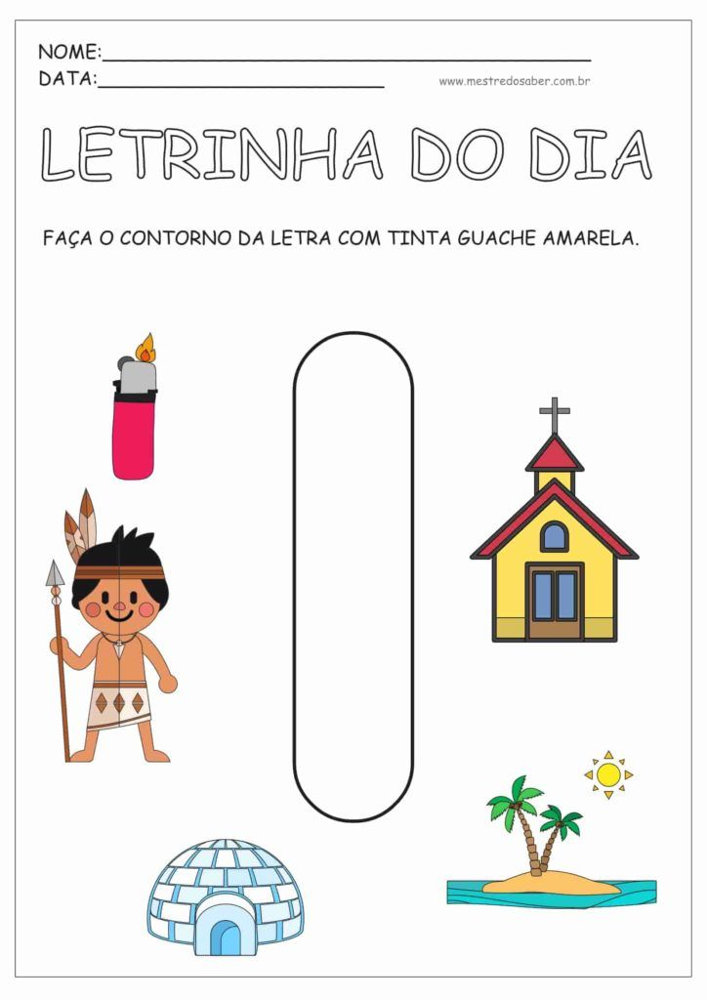 NOME:
DATA:
www.mestredosaber.com.br
LETRINHA DO DIA
FAÇA O CONTORNO DA LETRA COM TINTA GUACHE AMARELA.
I